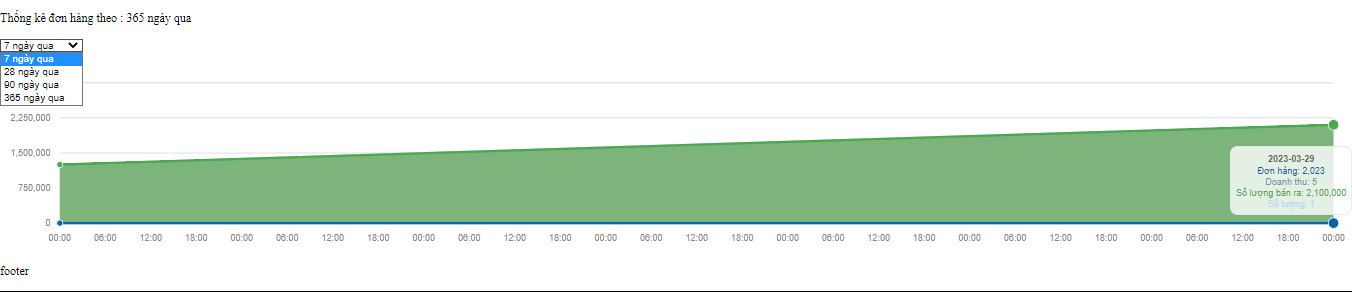 Thống kê đơn hàng theo : 365 ngày qua
7 ngày qua
7 ngày qua
28 ngày qua
90 ngày qua
365 ngày qua
2,250,000
1,500,000
750,000
0
2023-03-29
Đơn hàng: 2,023
Doanh thu: 5
Số lượng bán ra: 2,100,000
Số lượng: 1
00:00 06:00 12:00 18:00 00:00 06:00 12:00 18:00 00:00 06:00 12:00 18:00 00:00 06:00 12:00 18:00 00:00 06:00 12:00 18:00 00:00 06:00 12:00 18:00 00:00 06:00 12:00 18:00 00:00
footer